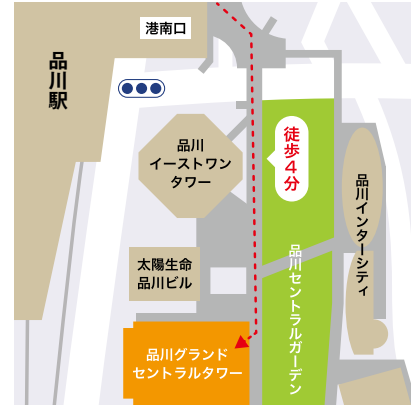 港南口
品川駅
品川
イーストワン
タワー
徒歩4分
品川インターシティ
太陽生命
品川ビル
品川セントラルガーデン
品川グランド
セントラルタワー